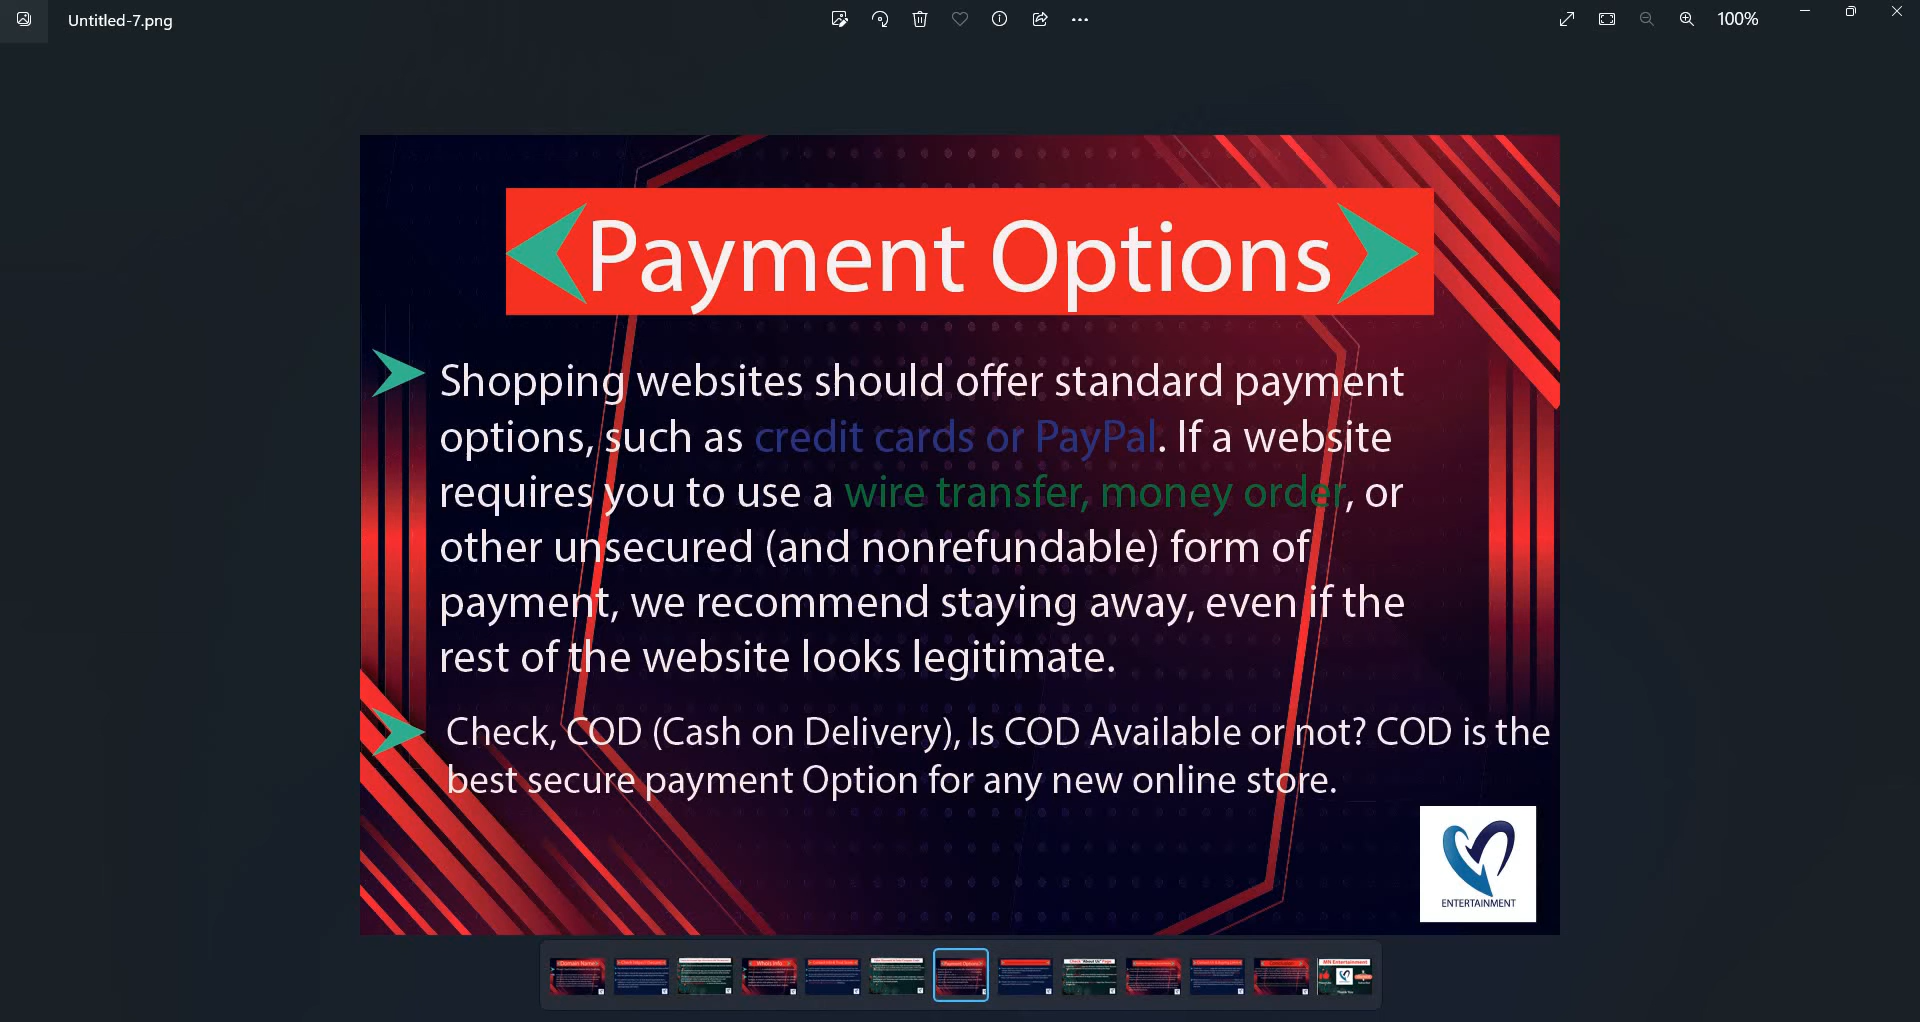 Untitled-7.png
100%
Payment Options
Shopping websites should offer standard payment
options, such as credit cards or PayPal. If a website
requires you to use a wire transfer, money order, or
other unsecured (and nonrefundable) form of
payment, we recommend staying away, even if the
rest of the website looks legitimate.
Check, COD (Cash on Delivery), Is COD Available or not? COD is the
best secure payment Option for any new online store.
ENTERTAINMENT